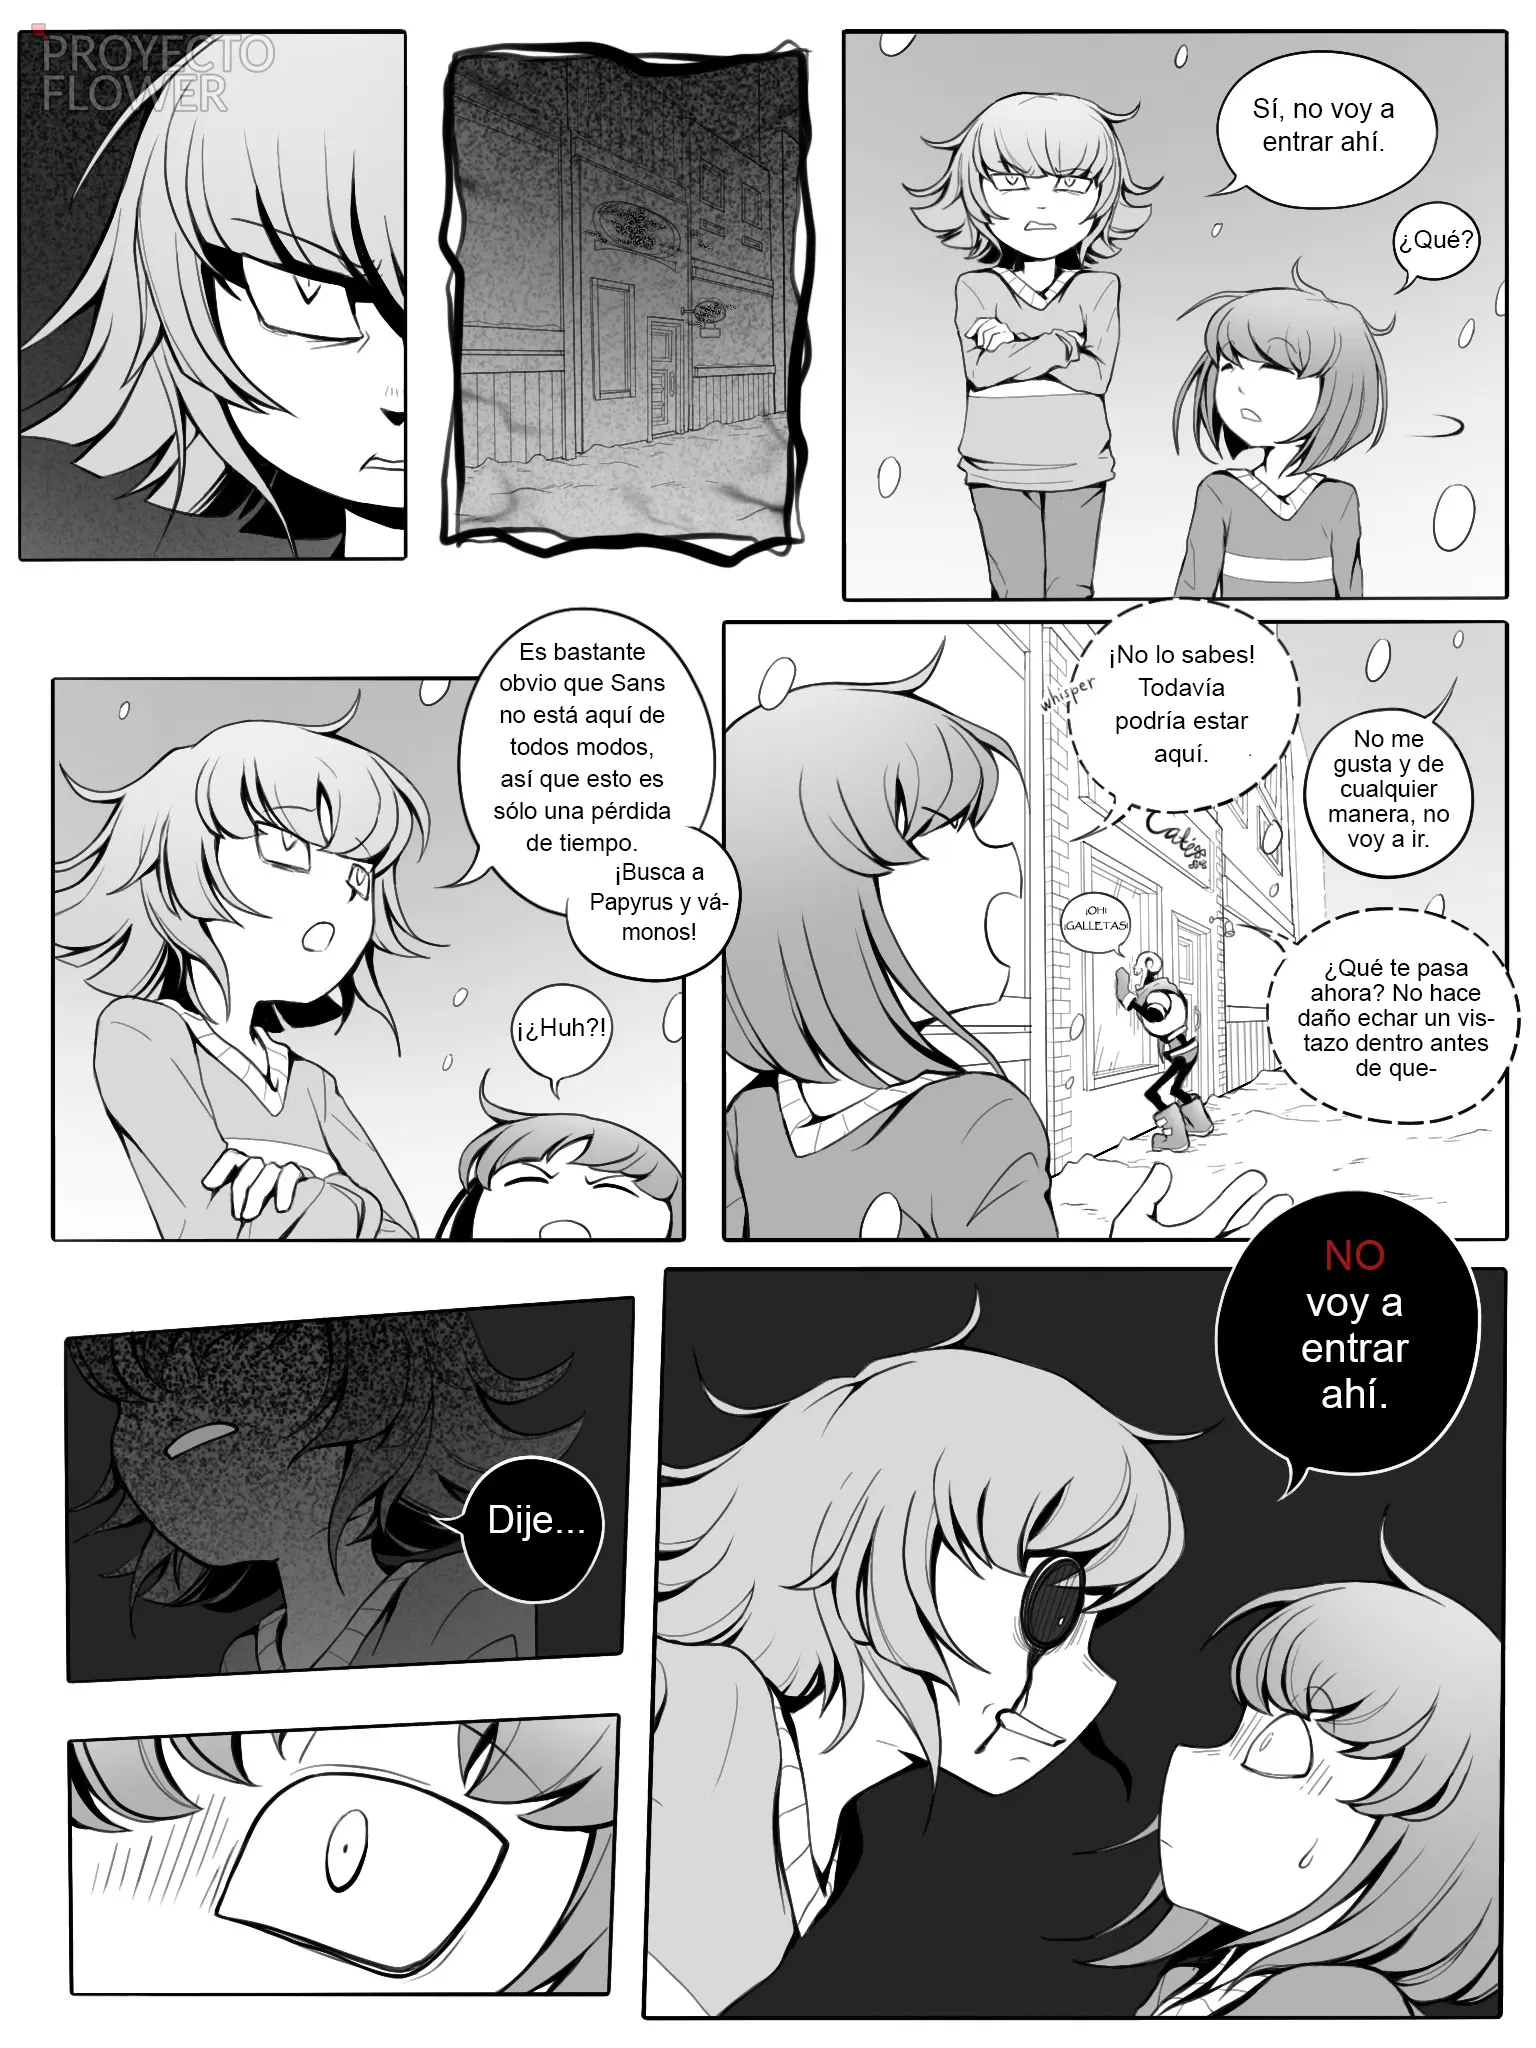 PROYECTO
FLOWER
Sí, no voy a
entrar ahí.
¿Qué?
Es bastante
obvio que Sans
no está aquí de
todos modos,
así que esto es
sólo una pérdida
de tiempo.
¡Busca a
Papyrus y vá-
monos!
¡¿Huh?!
whisper
¡No lo sabes!
Todavía
podría estar
aquí.
No me
gusta y de
cualquier
manera, no
voy a ir.
¡OH!
¡GALLETAS!
¿Qué te pasa
ahora? No hace
daño echar un vis-
tazo dentro antes
de que-
Dije...
NO
voy a
entrar
ahí.